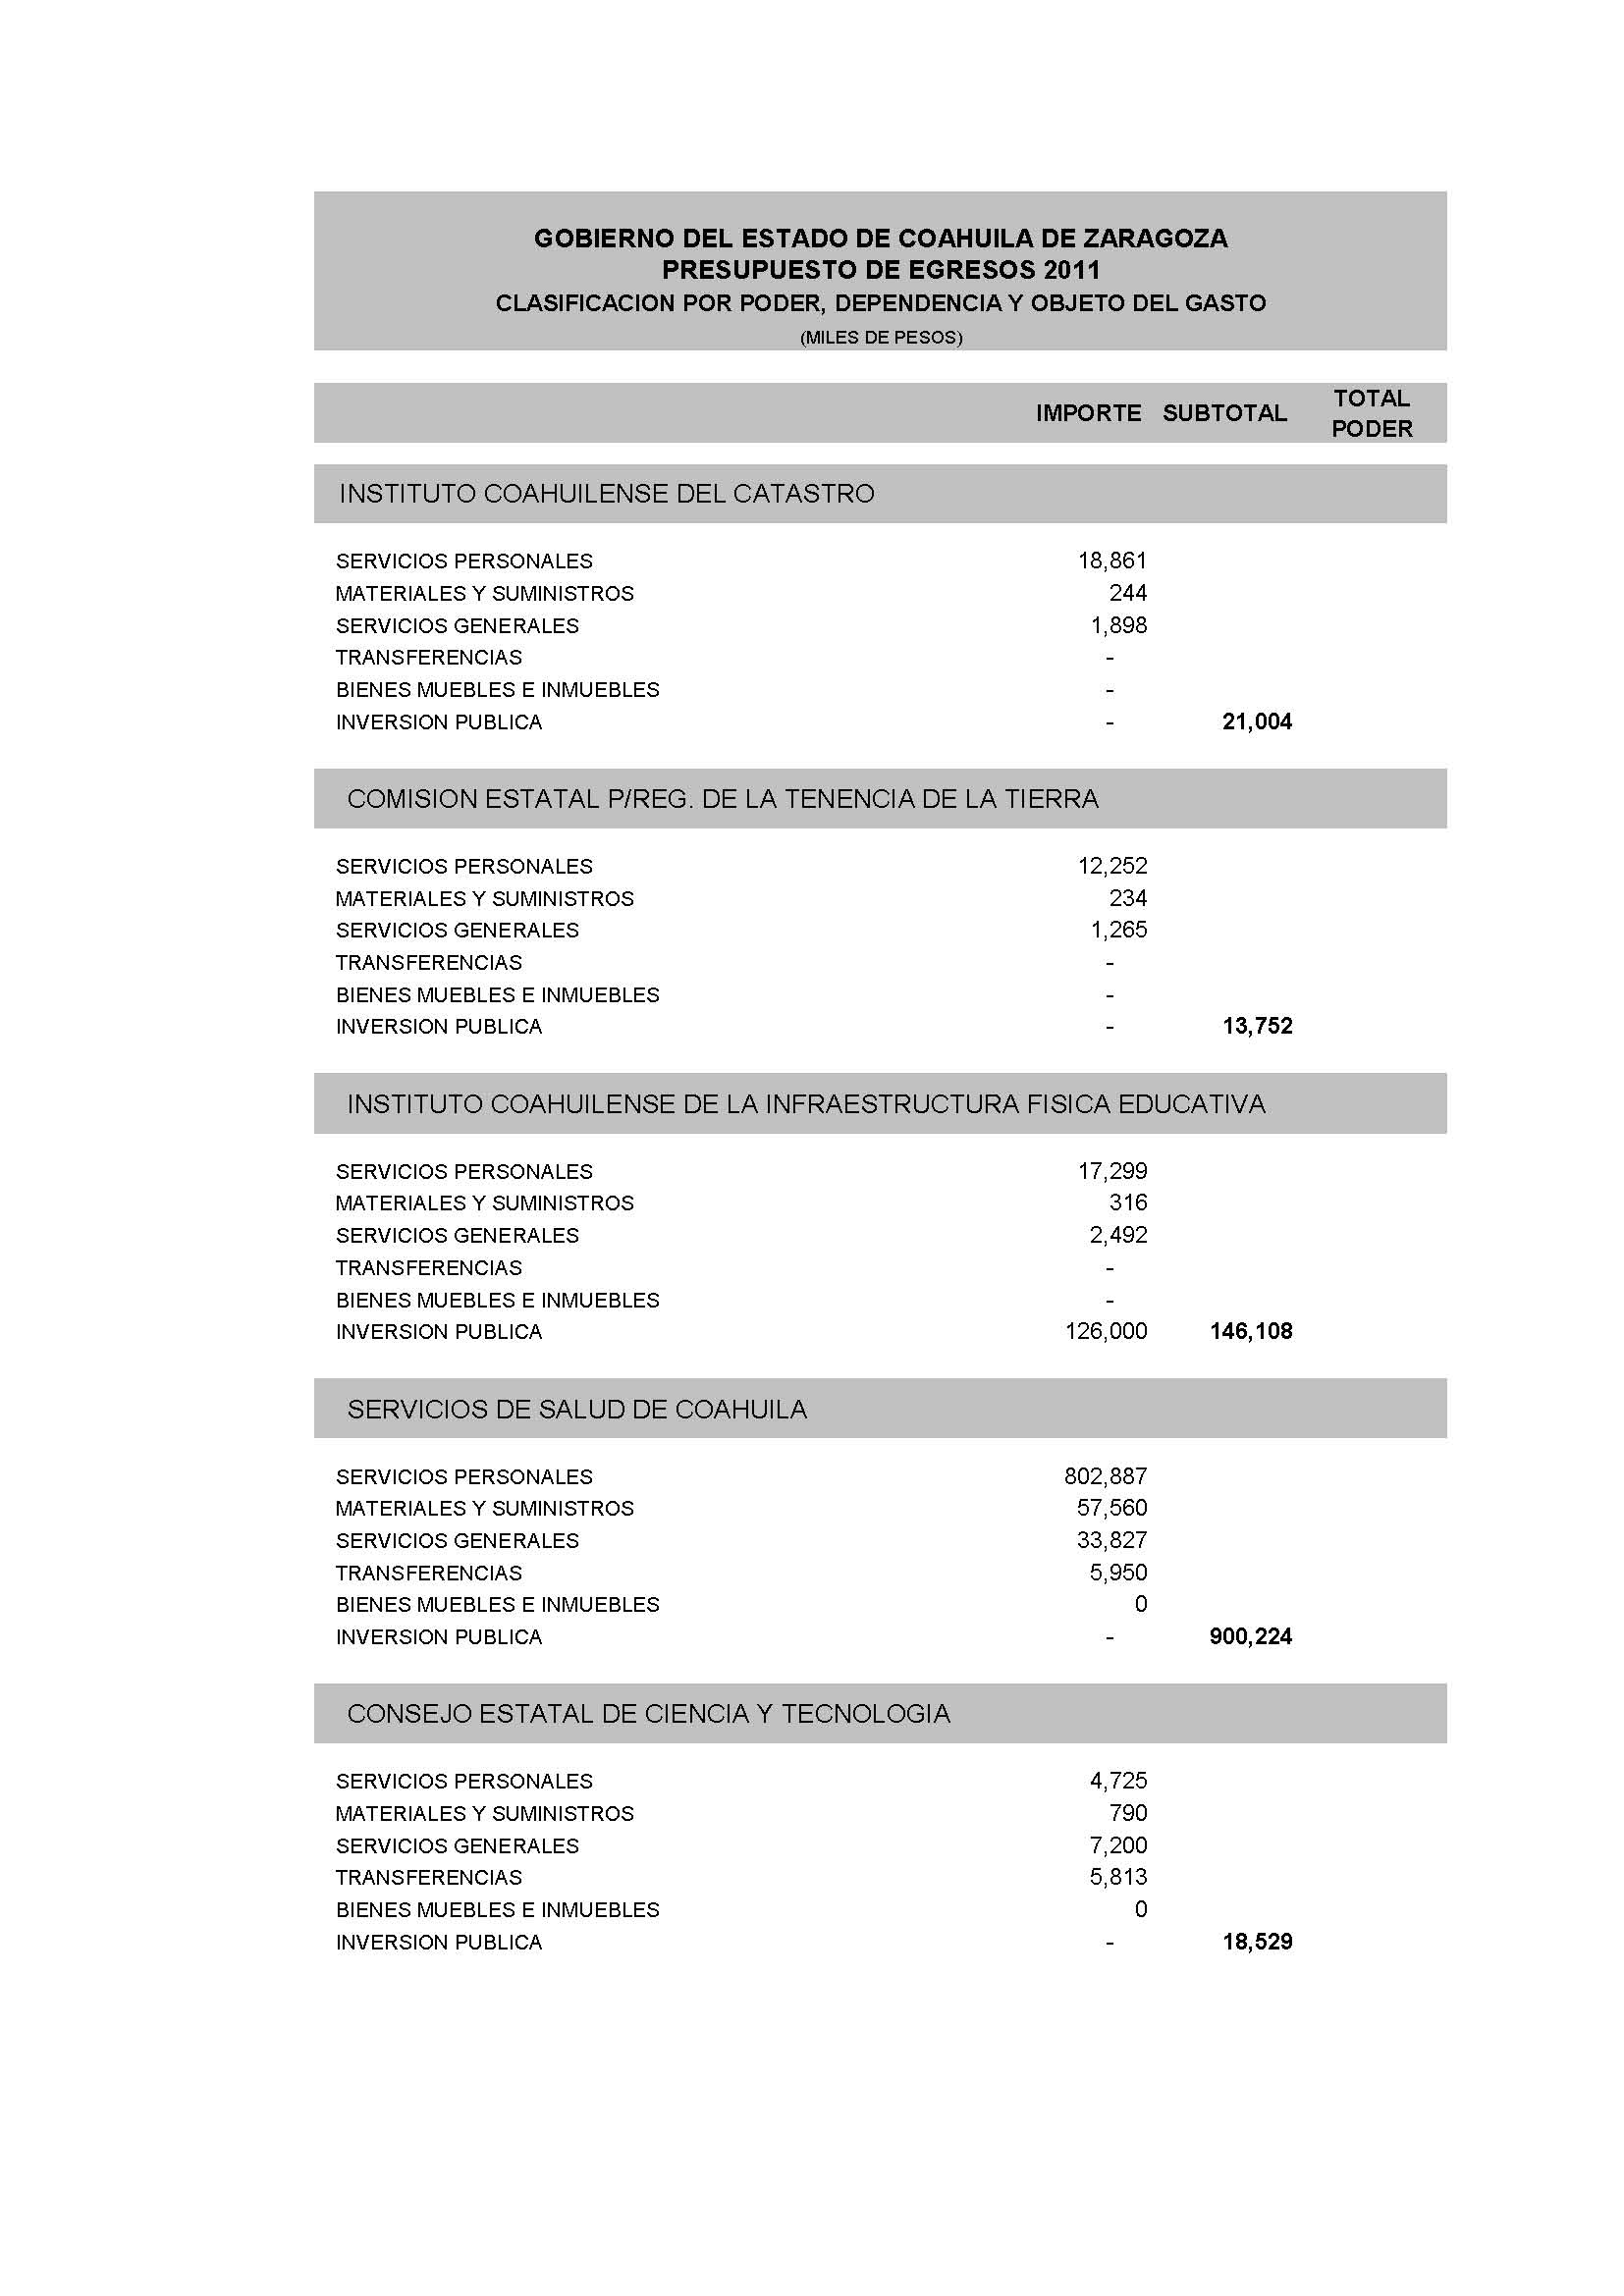 GOBIERNO DEL ESTADO DE COAHUILA DE ZARAGOZA
PRESUPUESTO DE EGRESOS 2011
CLASIFICACION POR PODER, DEPENDENCIA Y OBJETO DEL GASTO
(MILES DE PESOS)
IMPORTE SUBTOTAL TOTAL PODER
INSTITUTO COAHUILENSE DEL CATASTRO
SERVICIOS PERSONALES 18,861
MATERIALES Y SUMINISTROS 244
SERVICIOS GENERALES 1,898
TRANSFERENCIAS -
BIENES MUEBLES E INMUEBLES -
INVERSION PUBLICA - 21,004
COMISION ESTATAL P/REG. DE LA TENENCIA DE LA TIERRA
SERVICIOS PERSONALES 12,252
MATERIALES Y SUMINISTROS 234
SERVICIOS GENERALES 1,265
TRANSFERENCIAS -
BIENES MUEBLES E INMUEBLES -
INVERSION PUBLICA - 13,752
INSTITUTO COAHUILENSE DE LA INFRAESTRUCTURA FISICA EDUCATIVA
SERVICIOS PERSONALES 17,299
MATERIALES Y SUMINISTROS 316
SERVICIOS GENERALES 2,492
TRANSFERENCIAS -
BIENES MUEBLES E INMUEBLES -
INVERSION PUBLICA 126,000 146,108
SERVICIOS DE SALUD DE COAHUILA
SERVICIOS PERSONALES 802,887
MATERIALES Y SUMINISTROS 57,560
SERVICIOS GENERALES 33,827
TRANSFERENCIAS 5,950
BIENES MUEBLES E INMUEBLES 0
INVERSION PUBLICA - 900,224
CONSEJO ESTATAL DE CIENCIA Y TECNOLOGIA
SERVICIOS PERSONALES 4,725
MATERIALES Y SUMINISTROS 790
SERVICIOS GENERALES 7,200
TRANSFERENCIAS 5,813
BIENES MUEBLES E INMUEBLES 0
INVERSION PUBLICA - 18,529